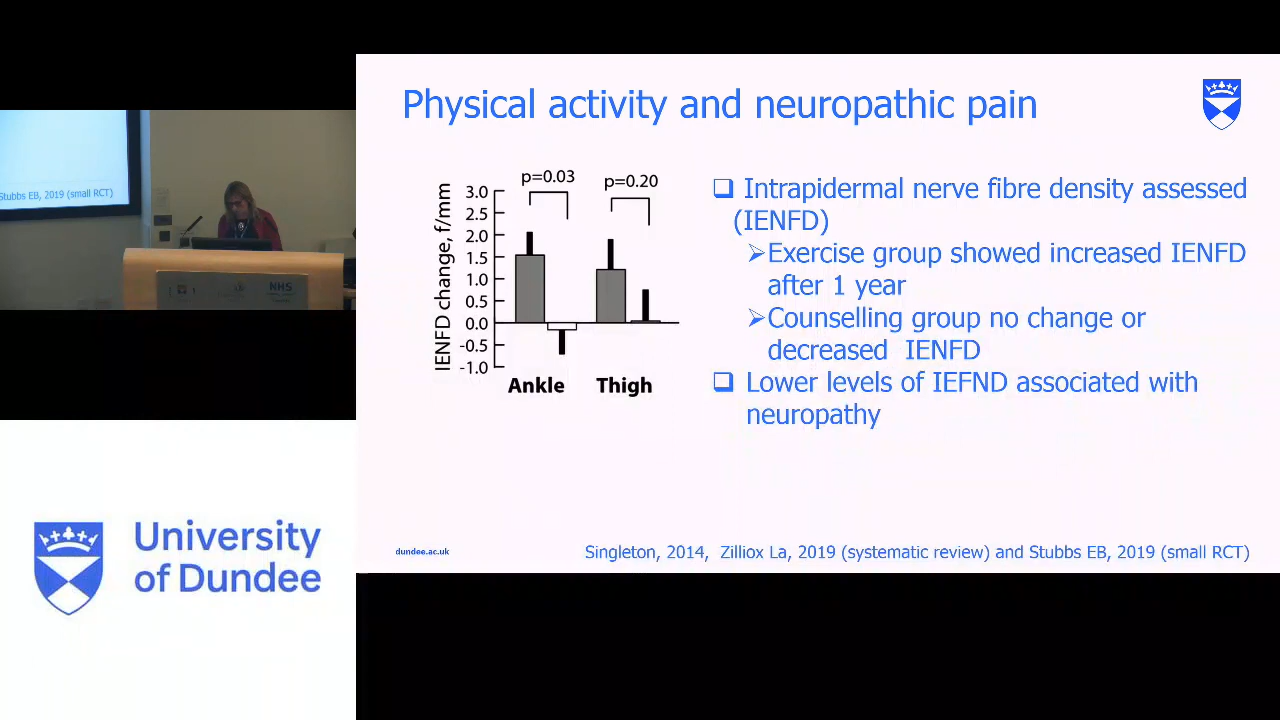 Physical activity and neuropathic pain
p=0.03
p=0.20
IENFD change, f/mm
3.0
2.5
2.0
1.5
1.0
0.5
0.0
-0.5
-1.0
Ankle Thigh
Intrapidermal nerve fibre density assessed
(IENFD)
Exercise group showed increased IENFD
after 1 year
Counselling group no change or
decreased IENFD
Lower levels of IEFND associated with
neuropathy
dundee.ac.uk
Singleton, 2014, Zilliox La, 2019 (systematic review) and Stubbs EB, 2019 (small RCT)
Stubbs EB, 2019 (small RCT)
NHS
University
of Dundee